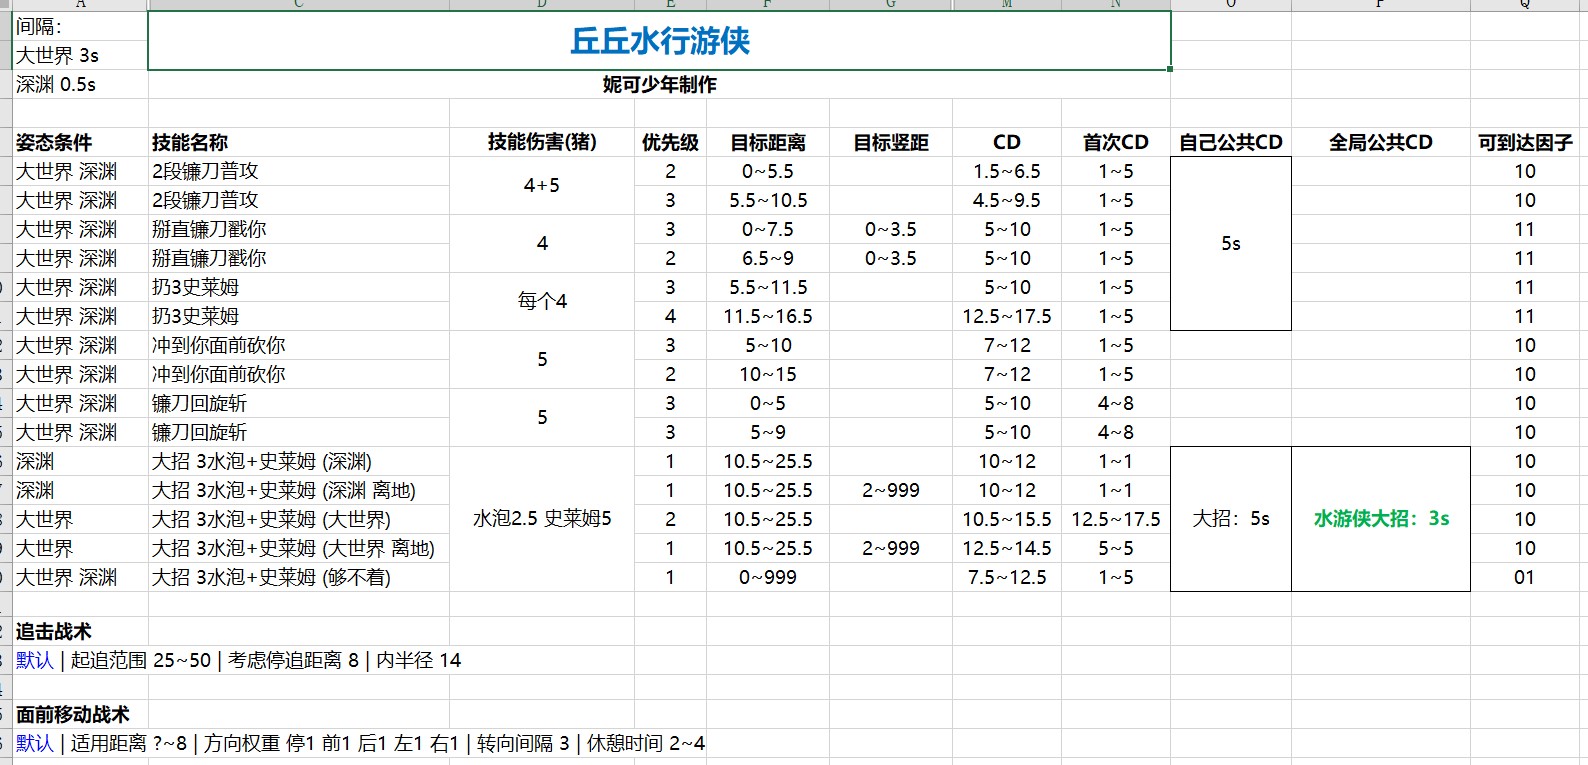 A C D E F G M N O P Q
间隔：
丘丘水行游侠
大世界 3s
深渊 0.5s
妮可少年制作
姿态条件 技能名称 技能伤害(猪) 优先级 目标距离 目标竖距 CD 首次CD 自己公共CD 全局公共CD 可到达因子
大世界 深渊 2段镰刀普攻 4+5 2 0~5.5 1.5~6.5 1~5 10
大世界 深渊 2段镰刀普攻 3 5.5~10.5 4.5~9.5 1~5 10
大世界 深渊 掰直镰刀戳你 4 3 0~7.5 0~3.5 5~10 1~5 5s 11
大世界 深渊 掰直镰刀戳你 2 6.5~9 0~3.5 5~10 1~5 11
大世界 深渊 扔3史莱姆 每个4 3 5.5~11.5 5~10 1~5 11
大世界 深渊 扔3史莱姆 4 11.5~16.5 12.5~17.5 1~5 11
大世界 深渊 冲到你面前砍你 5 3 5~10 7~12 1~5 10
大世界 深渊 冲到你面前砍你 2 10~15 7~12 1~5 10
大世界 深渊 镰刀回旋斩 5 3 0~5 5~10 4~8 10
大世界 深渊 镰刀回旋斩 3 5~9 5~10 4~8 10
深渊 大招 3水泡+史莱姆 (深渊) 1 10.5~25.5 10~12 1~1 10
深渊 大招 3水泡+史莱姆 (深渊 离地) 1 10.5~25.5 2~999 10~12 1~1 10
大世界 大招 3水泡+史莱姆 (大世界) 水泡2.5 史莱姆5 2 10.5~25.5 10.5~15.5 12.5~17.5 大招：5s 水游侠大招：3s 10
大世界 大招 3水泡+史莱姆 (大世界 离地) 1 10.5~25.5 2~999 12.5~14.5 5~5 10
大世界 深渊 大招 3水泡+史莱姆 (够不着) 1 0~999 7.5~12.5 1~5 01
追击战术
默认 | 起追范围 25~50 | 考虑停追距离 8 | 内半径 14
面前移动战术
默认 | 适用距离 ?~8 | 方向权重 停1 前1 后1 左1 右1 | 转向间隔 3 | 休憩时间 2~4